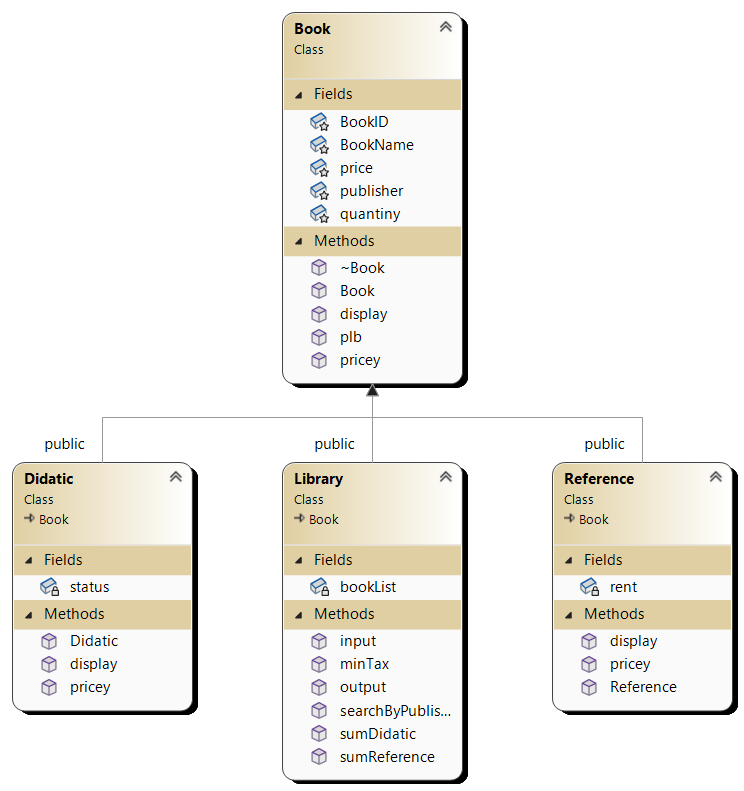 Book
Class
Fields
BookID
BookName
price
publisher
quantiny
Methods
~Book
Book
display
plb
pricey
public
public
public
Didatic
Class
Book
Fields
status
Methods
Didatic
display
pricey
Library
Class
Book
Fields
bookList
Methods
input
minTax
output
searchByPublis...
sumDidatic
sumReference
Reference
Class
Book
Fields
rent
Methods
display
pricey
Reference